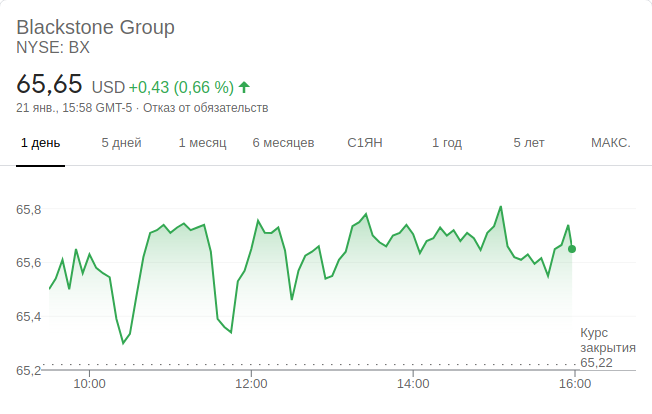 Blackstone Group
NYSE: BX
65,65 USD +0,43 (0,66 %)
21 янв., 15:58 GMT-5 · Отказ от обязательств
1 день 5 дней 1 месяц 6 месяцев С1ЯН 1 год 5 лет МАКС.
65,8
65,6
65,4
65,2
Курс
закрытия
65,22
10:00 12:00 14:00 16:00